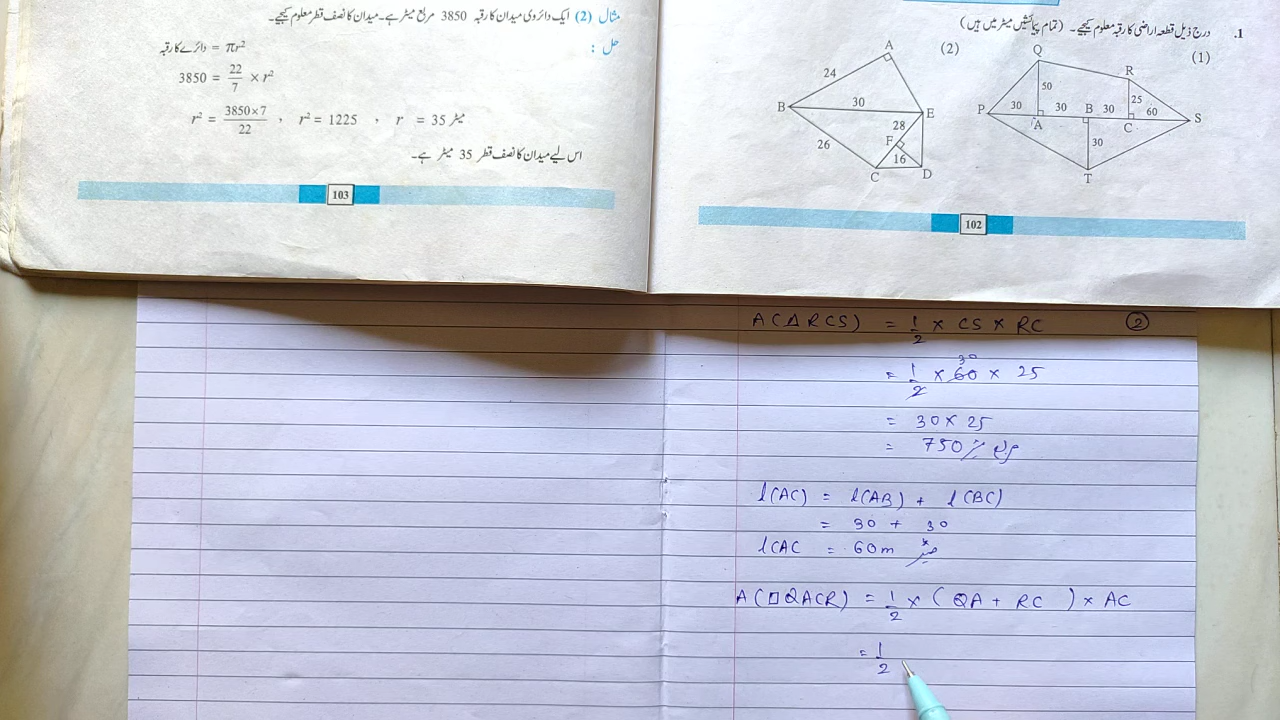 مثال (2) ایک دائروی میدان کا رقبہ 3850 مربع میٹر ہے۔ میدان کا نصف قطر معلوم کیجیے۔
حل :
دائرے کا رقبہ = πr²
3850 = 22/7 × r²
r² = 3850×7/22 , r² = 1225 , r = 35 میٹر
اس لیے میدان کا نصف قطر 35 میٹر ہے۔
103
1. درج ذیل قطعہ اراضی کا رقبہ معلوم کیجیے۔ (تمام پیمائشیں میٹر میں ہیں)
(1)
Q
R
50
25
P 30 30 B 30 60 S
A C
30
T
(2)
A
24
B 30 E
28
26 F
16
C D
102
A(△RCS) = 1/2 × CS × RC
②
30
= 1/2 × 60 × 25
= 30 × 25
= 750
l(AC) = l(AB) + l(BC)
= 30 + 30
l(AC = 60m میٹر
A(□QACR) = 1/2 × (QA + RC ) × AC
= 1/2